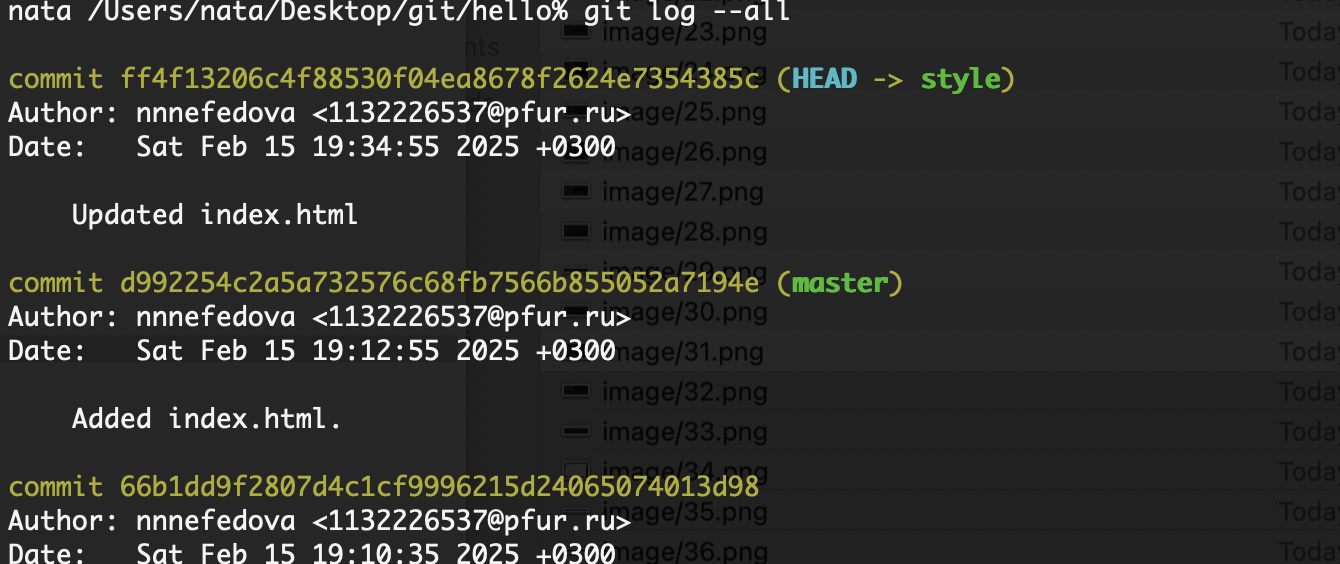 nata /Users/nata/Desktop/git/hello% git log --all
image/23.png Today
nts
commit ff4f13206c4f88530f04ea8678f2624e7354385c (HEAD -> style)
Author: nnnefedova <1132226537@pfur.ru>
image/25.png Today
Date:   Sat Feb 15 19:34:55 2025 +0300
image/26.png Today
image/27.png Today
    Updated index.html
image/28.png Today
commit d992254c2a5a732576c68fb7566b855052a7194e (master)
Author: nnnefedova <1132226537@pfur.ru>
image/30.png Today
Date:   Sat Feb 15 19:12:55 2025 +0300
image/31.png Today
image/32.png Today
    Added index.html.
image/33.png Today
image/34.png Today
commit 66b1dd9f2807d4c1cf9996215d24065074013d98
Author: nnnefedova <1132226537@pfur.ru>
image/35.png Today
Date:   Sat Feb 15 19:10:35 2025 +0300
image/36.png Today